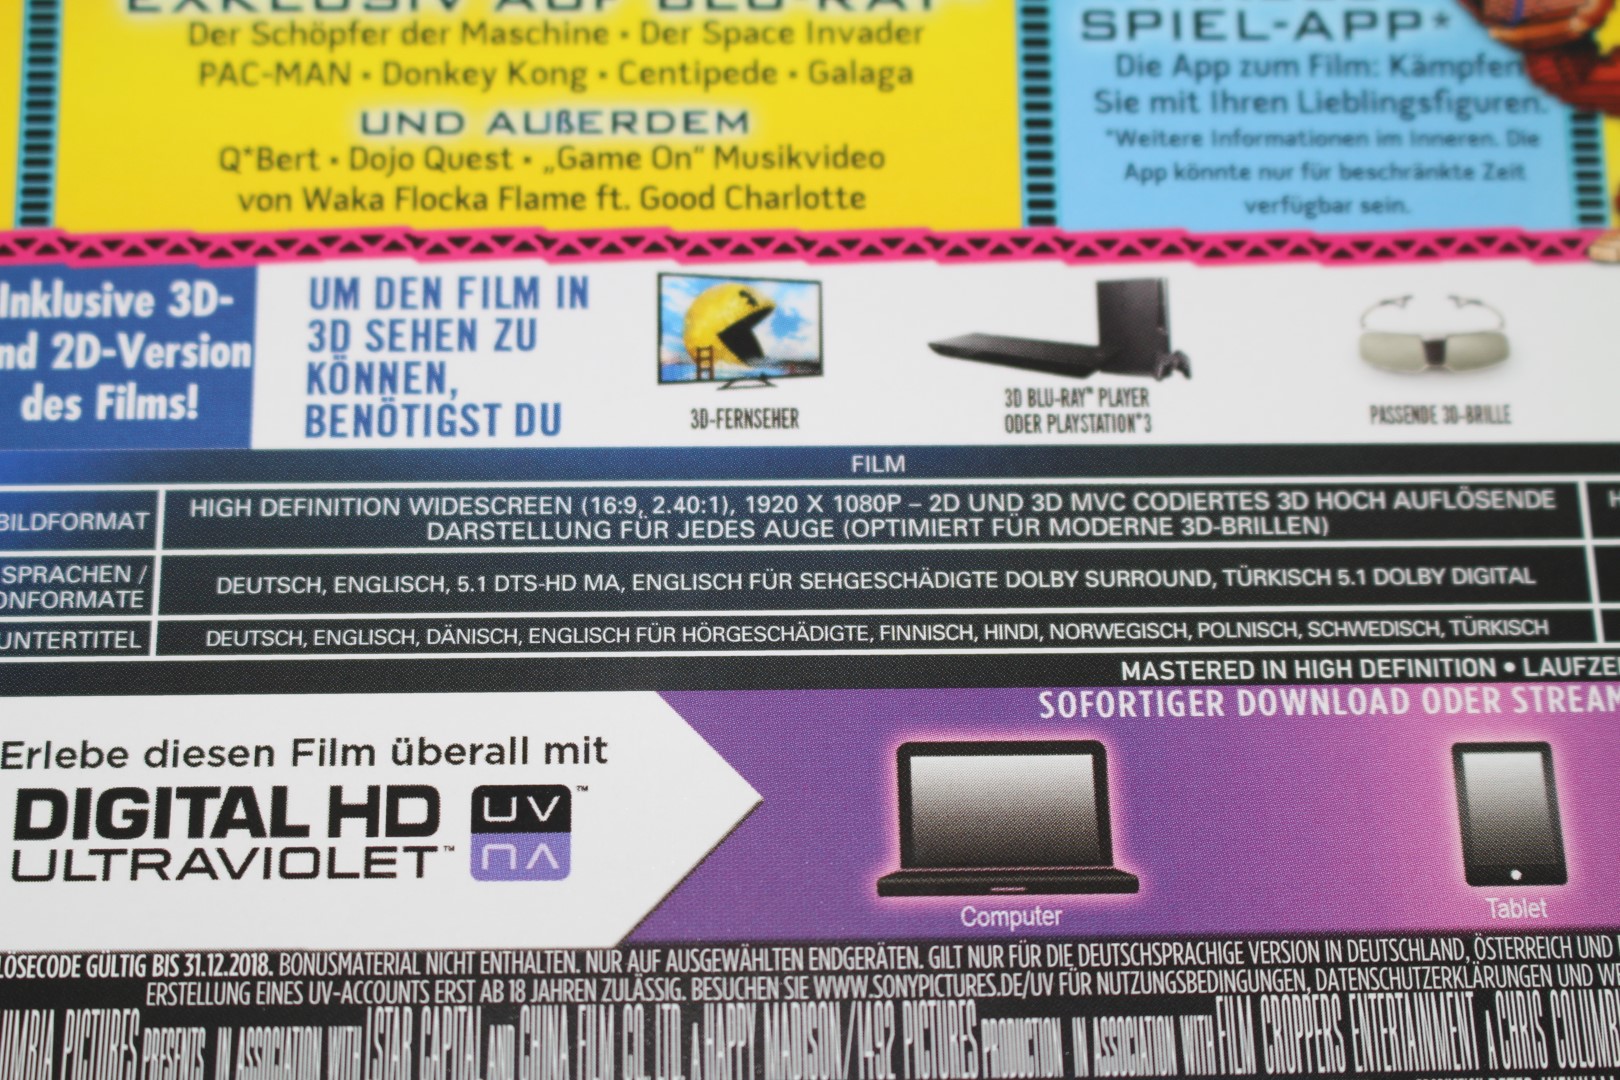 EXKLUSIV AUF BLU-RAY™
Der Schöpfer der Maschine • Der Space Invader
PAC-MAN • Donkey Kong • Centipede • Galaga
UND AUßERDEM
Q*Bert • Dojo Quest • „Game On" Musikvideo
von Waka Flocka Flame ft. Good Charlotte
SPIEL-APP*
Die App zum Film: Kämpfen
Sie mit Ihren Lieblingsfiguren.
*Weitere Informationen im Inneren. Die
App könnte nur für beschränkte Zeit
verfügbar sein.
Inklusive 3D-
nd 2D-Version
des Films!
UM DEN FILM IN
3D SEHEN ZU
KÖNNEN,
BENÖTIGST DU
3D-FERNSEHER
3D BLU-RAY™ PLAYER
ODER PLAYSTATION®3
PASSENDE 3D-BRILLE
FILM
BILDFORMAT
HIGH DEFINITION WIDESCREEN (16:9, 2.40:1), 1920 X 1080P – 2D UND 3D MVC CODIERTES 3D HOCH AUFLÖSENDE
DARSTELLUNG FÜR JEDES AUGE (OPTIMIERT FÜR MODERNE 3D-BRILLEN)
SPRACHEN /
ONFORMATE
DEUTSCH, ENGLISCH, 5.1 DTS-HD MA, ENGLISCH FÜR SEHGESCHÄDIGTE DOLBY SURROUND, TÜRKISCH 5.1 DOLBY DIGITAL
UNTERTITEL
DEUTSCH, ENGLISCH, DÄNISCH, ENGLISCH FÜR HÖRGESCHÄDIGTE, FINNISCH, HINDI, NORWEGISCH, POLNISCH, SCHWEDISCH, TÜRKISCH
MASTERED IN HIGH DEFINITION • LAUFZE
SOFORTIGER DOWNLOAD ODER STREAM
Erlebe diesen Film überall mit
DIGITAL HD
ULTRAVIOLET™
UV™
Computer
Tablet
LÖSECODE GÜLTIG BIS 31.12.2018. BONUSMATERIAL NICHT ENTHALTEN. NUR AUF AUSGEWÄHLTEN ENDGERÄTEN. GILT NUR FÜR DIE DEUTSCHSPRACHIGE VERSION IN DEUTSCHLAND, ÖSTERREICH UND
ERSTELLUNG EINES UV-ACCOUNTS ERST AB 18 JAHREN ZULÄSSIG. BESUCHEN SIE WWW.SONYPICTURES.DE/UV FÜR NUTZUNGSBEDINGUNGEN, DATENSCHUTZERKLÄRUNGEN UND
UMBIA PICTURES PRESENTS IN ASSOCIATION WITH LSTAR CAPITAL AND CHINA FILM CO. LTD. A HAPPY MADISON/1492 PICTURES PRODUCTION IN ASSOCIATION WITH FILM CROPPERS ENTERTAINMENT A CHRIS COLUMB